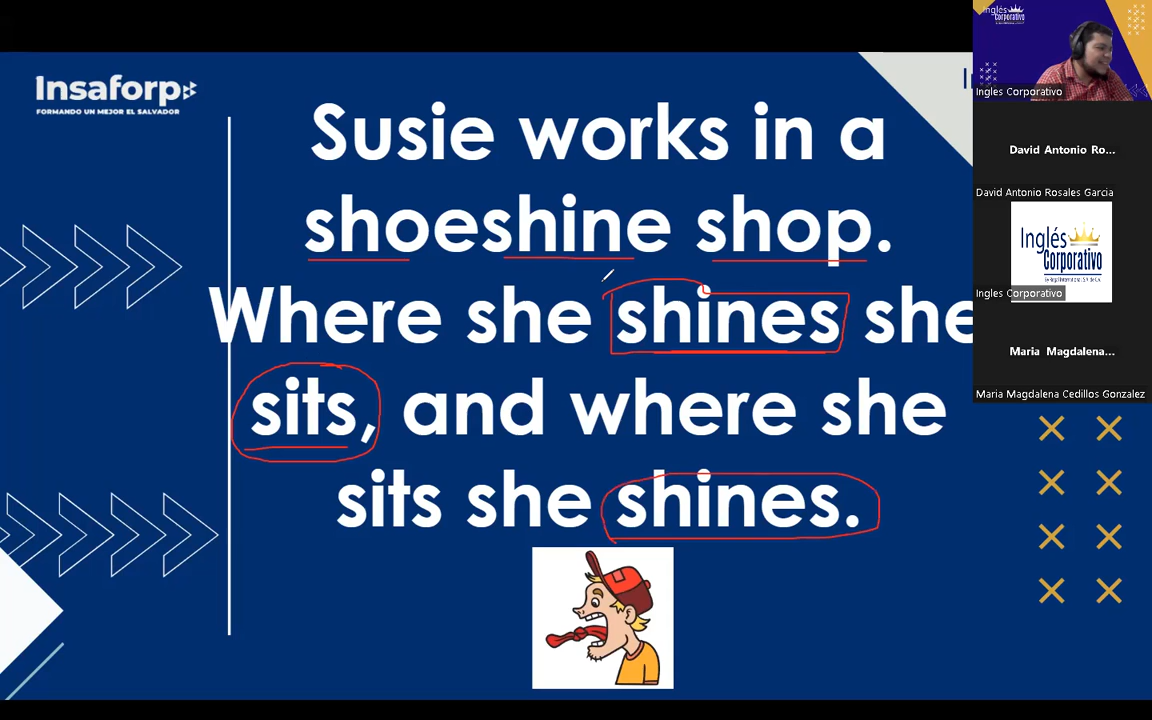 Insaforp
FORMANDO UN MEJOR EL SALVADOR
Susie works in a
shoeshine shop.
Where she shines she
sits, and where she
sits she shines.
Inglés
Corporativo
Ingles Corporativo
David Antonio Ro...
David Antonio Rosales Garcia
Inglés
Corporativo
Ingles Corporativo
Maria Magdalena...
Maria Magdalena Cedillos Gonzalez